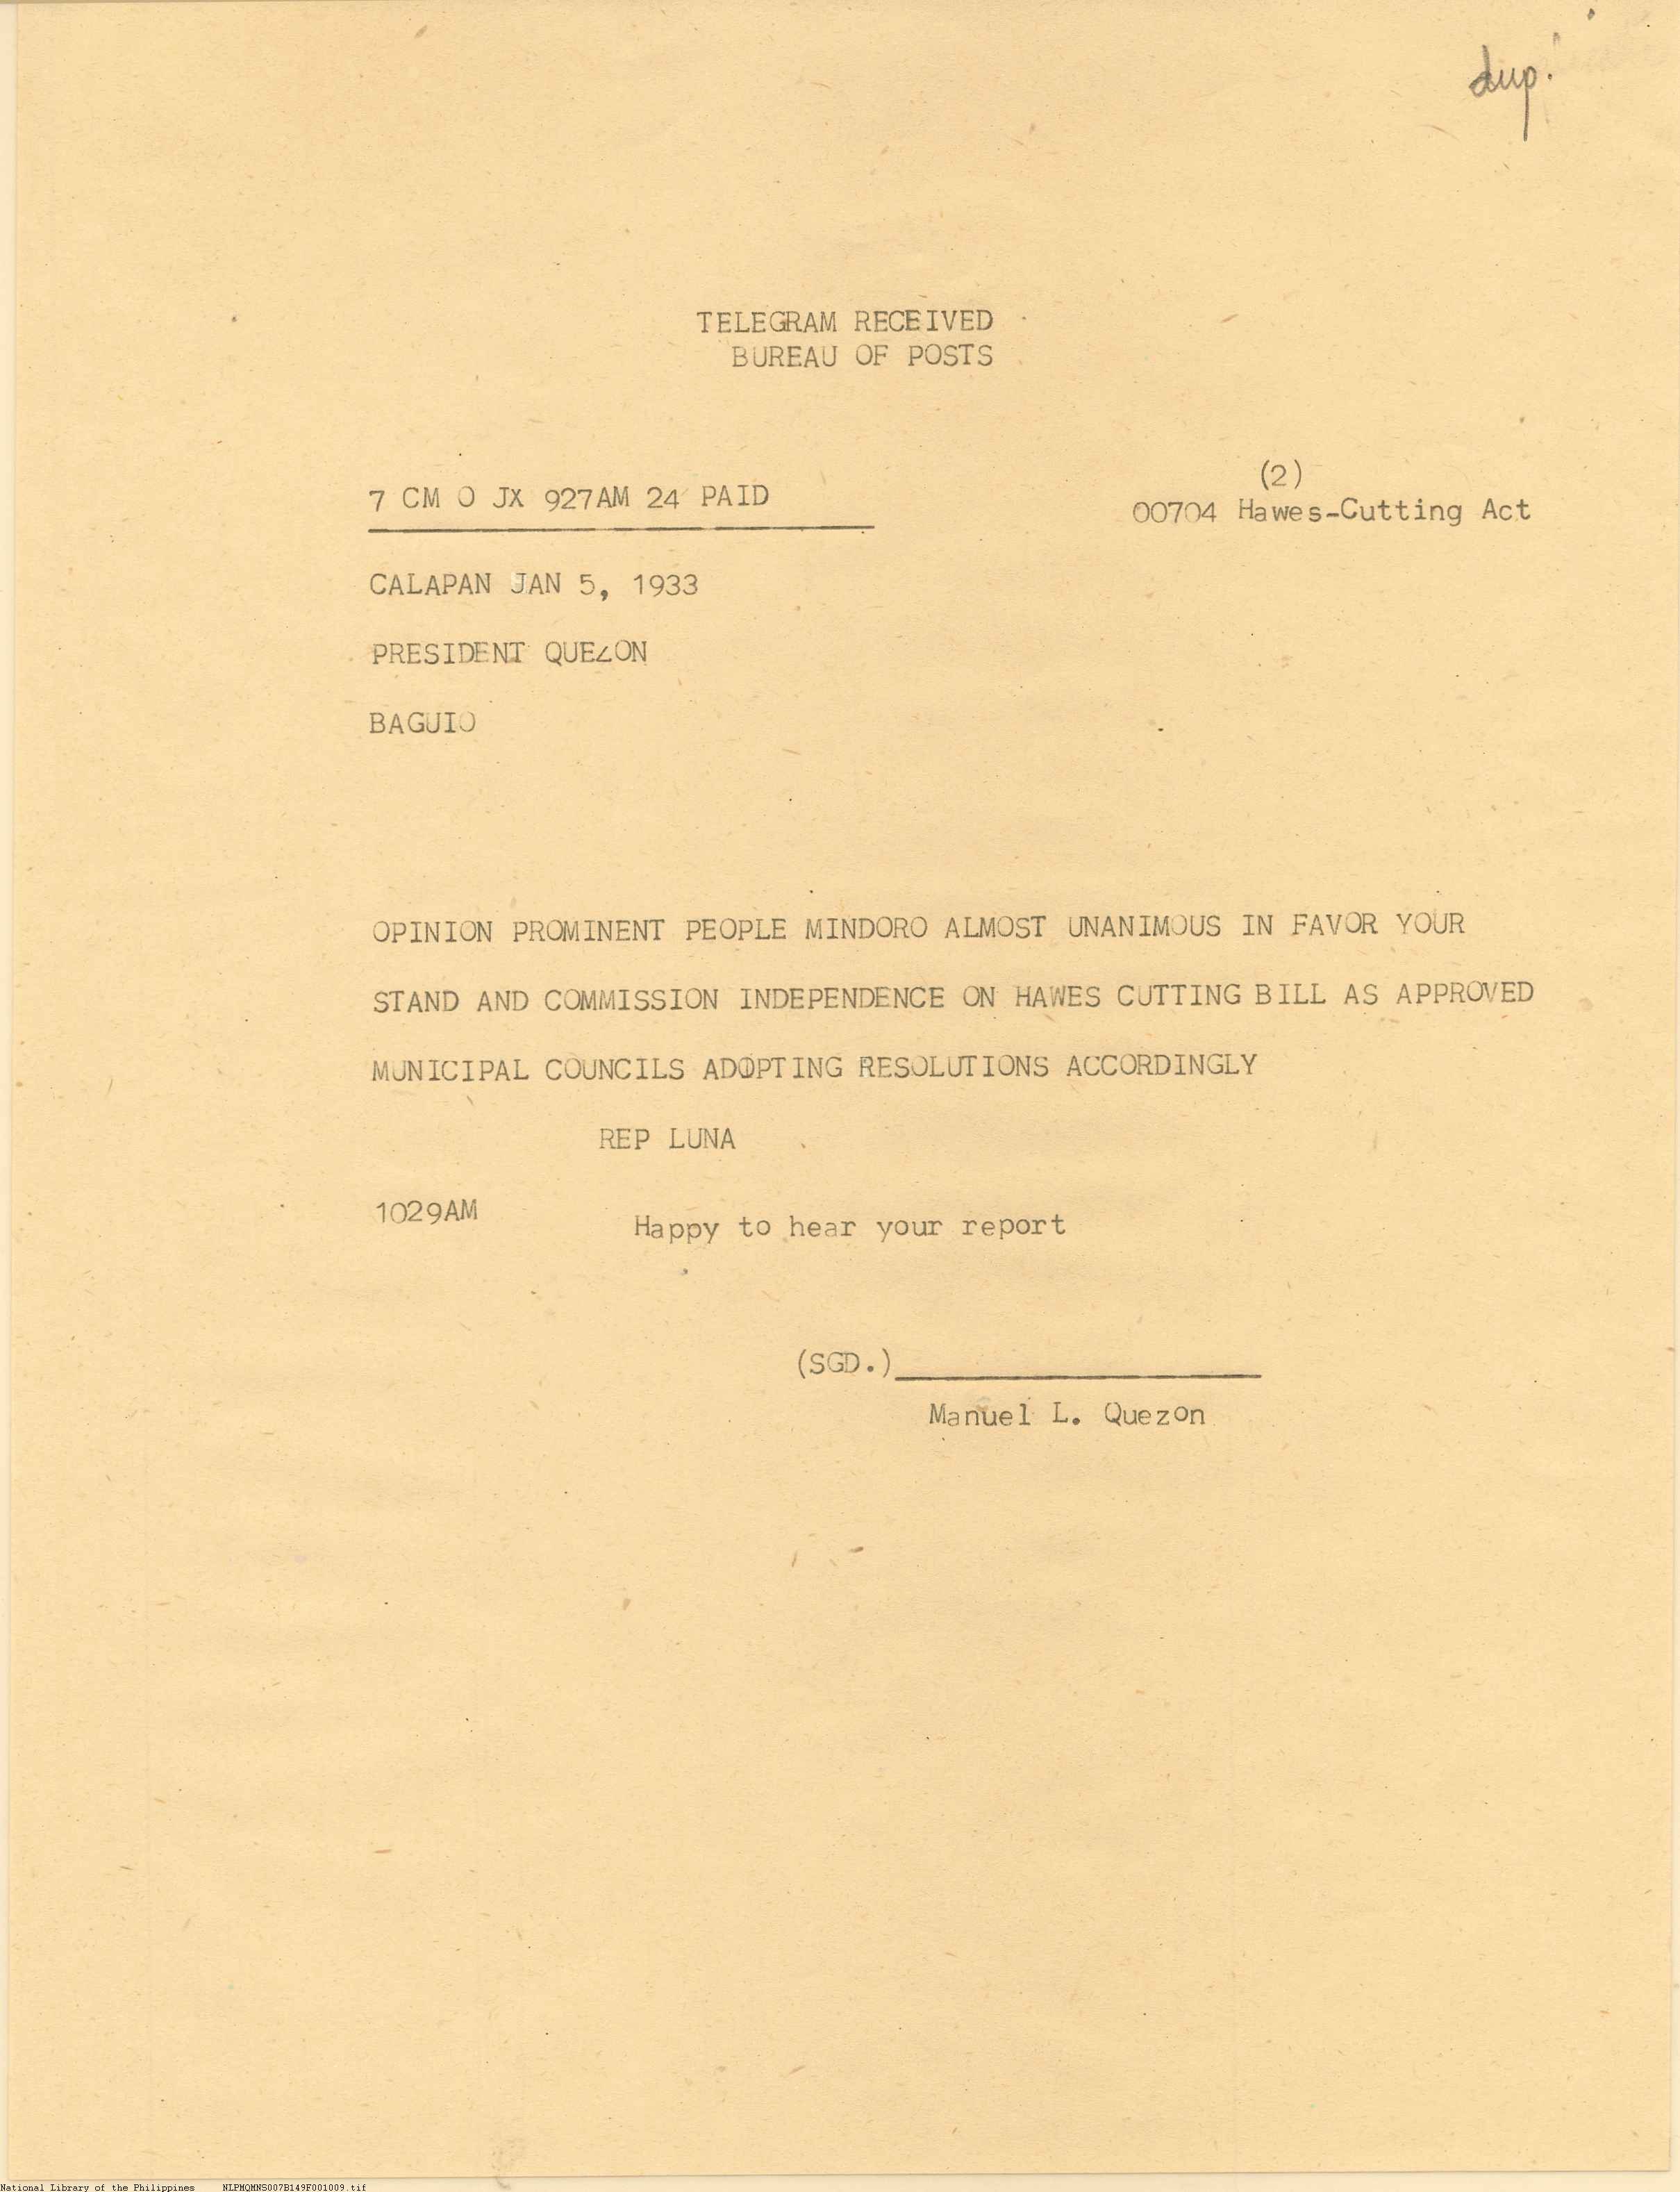 dup.
TELEGRAM RECEIVED
BUREAU OF POSTS
(2)
7 CM O JX 927AM 24 PAID
00704 Hawes-Cutting Act
CALAPAN JAN 5, 1933
PRESIDENT QUEZON
BAGUIO
OPINION PROMINENT PEOPLE MINDORO ALMOST UNANIMOUS IN FAVOR YOUR
STAND AND COMMISSION INDEPENDENCE ON HAWES CUTTING BILL AS APPROVED
MUNICIPAL COUNCILS ADOPTING RESOLUTIONS ACCORDINGLY
REP LUNA
1029AM
Happy to hear your report
(SGD.)
Manuel L. Quezon
National Library of the Philippines NLPMQMNS007B149F001009.tif